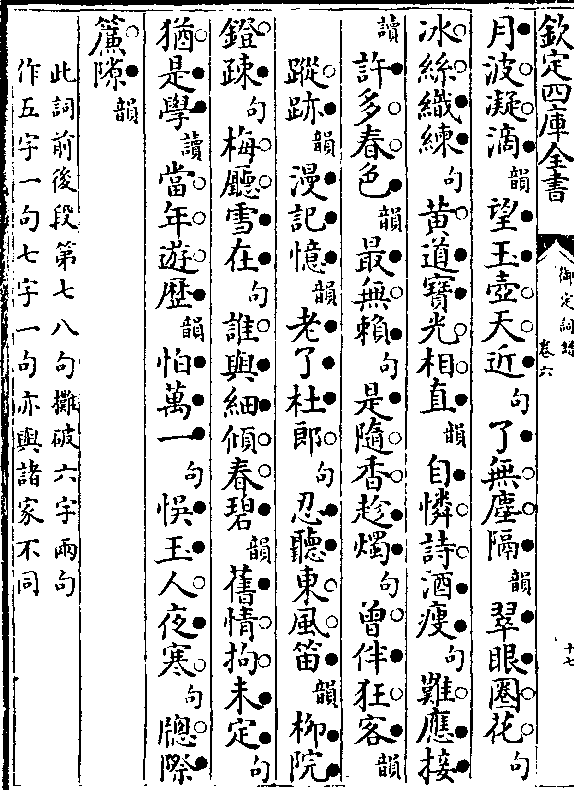 欽定四庫全書
御定詞譜
卷六
十七
月波凝滴韻望玉壺天近句了無塵隔韻翠眼圈花句
冰絲織練句黄道寳光相直韻自憐詩酒瘦句難應接
讀許多春色韻最無賴句是隨香趁燭句曾伴狂客韻
蹤跡韻漫記憶韻老了杜郎句忍聽東風笛韻柳院
鐙疎句梅廳雪在句誰與細傾春碧韻舊情拘未定句
猶是學讀當年遊歴韻怕萬一句悞玉人夜寒句牕際
簾隙韻
此詞前後段第七八句攤破六字兩句
作五字一句七字一句亦與諸家不同